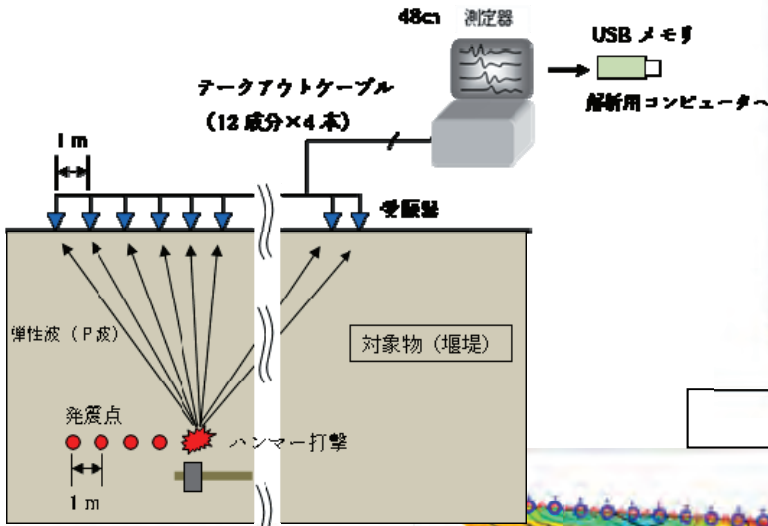 48ch 測定器
USB メモリ
解析用コンピューターへ
テークアウトケーブル
(12 成分×4 本)
1 m
受振器
弾性波 (P波)
対象物 (堰堤)
発震点
ハンマー打撃
1 m